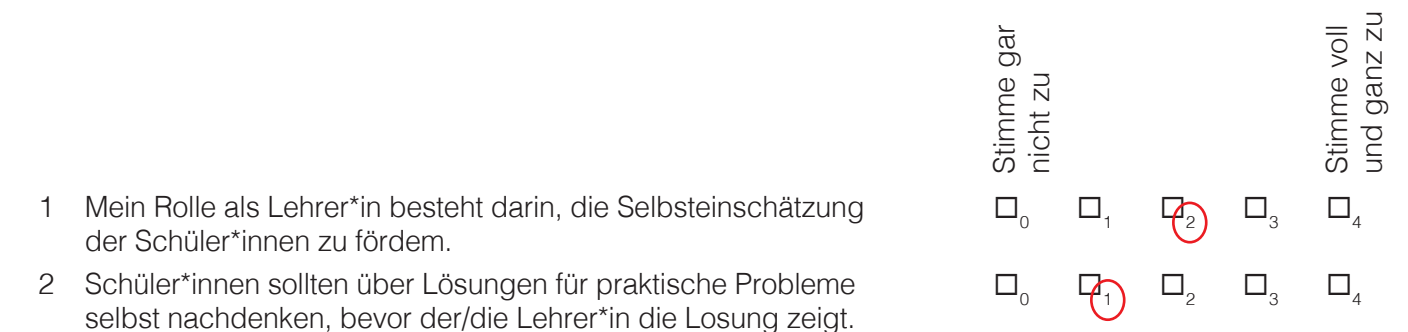 Stimme gar
nicht zu
Stimme voll
und ganz zu
1 Mein Rolle als Lehrer*in besteht darin, die Selbsteinschätzung
der Schüler*innen zu fördem.
□0 □1 □2 □3 □4
2 Schüler*innen sollten über Lösungen für praktische Probleme
selbst nachdenken, bevor der/die Lehrer*in die Losung zeigt.
□0 □1 □2 □3 □4